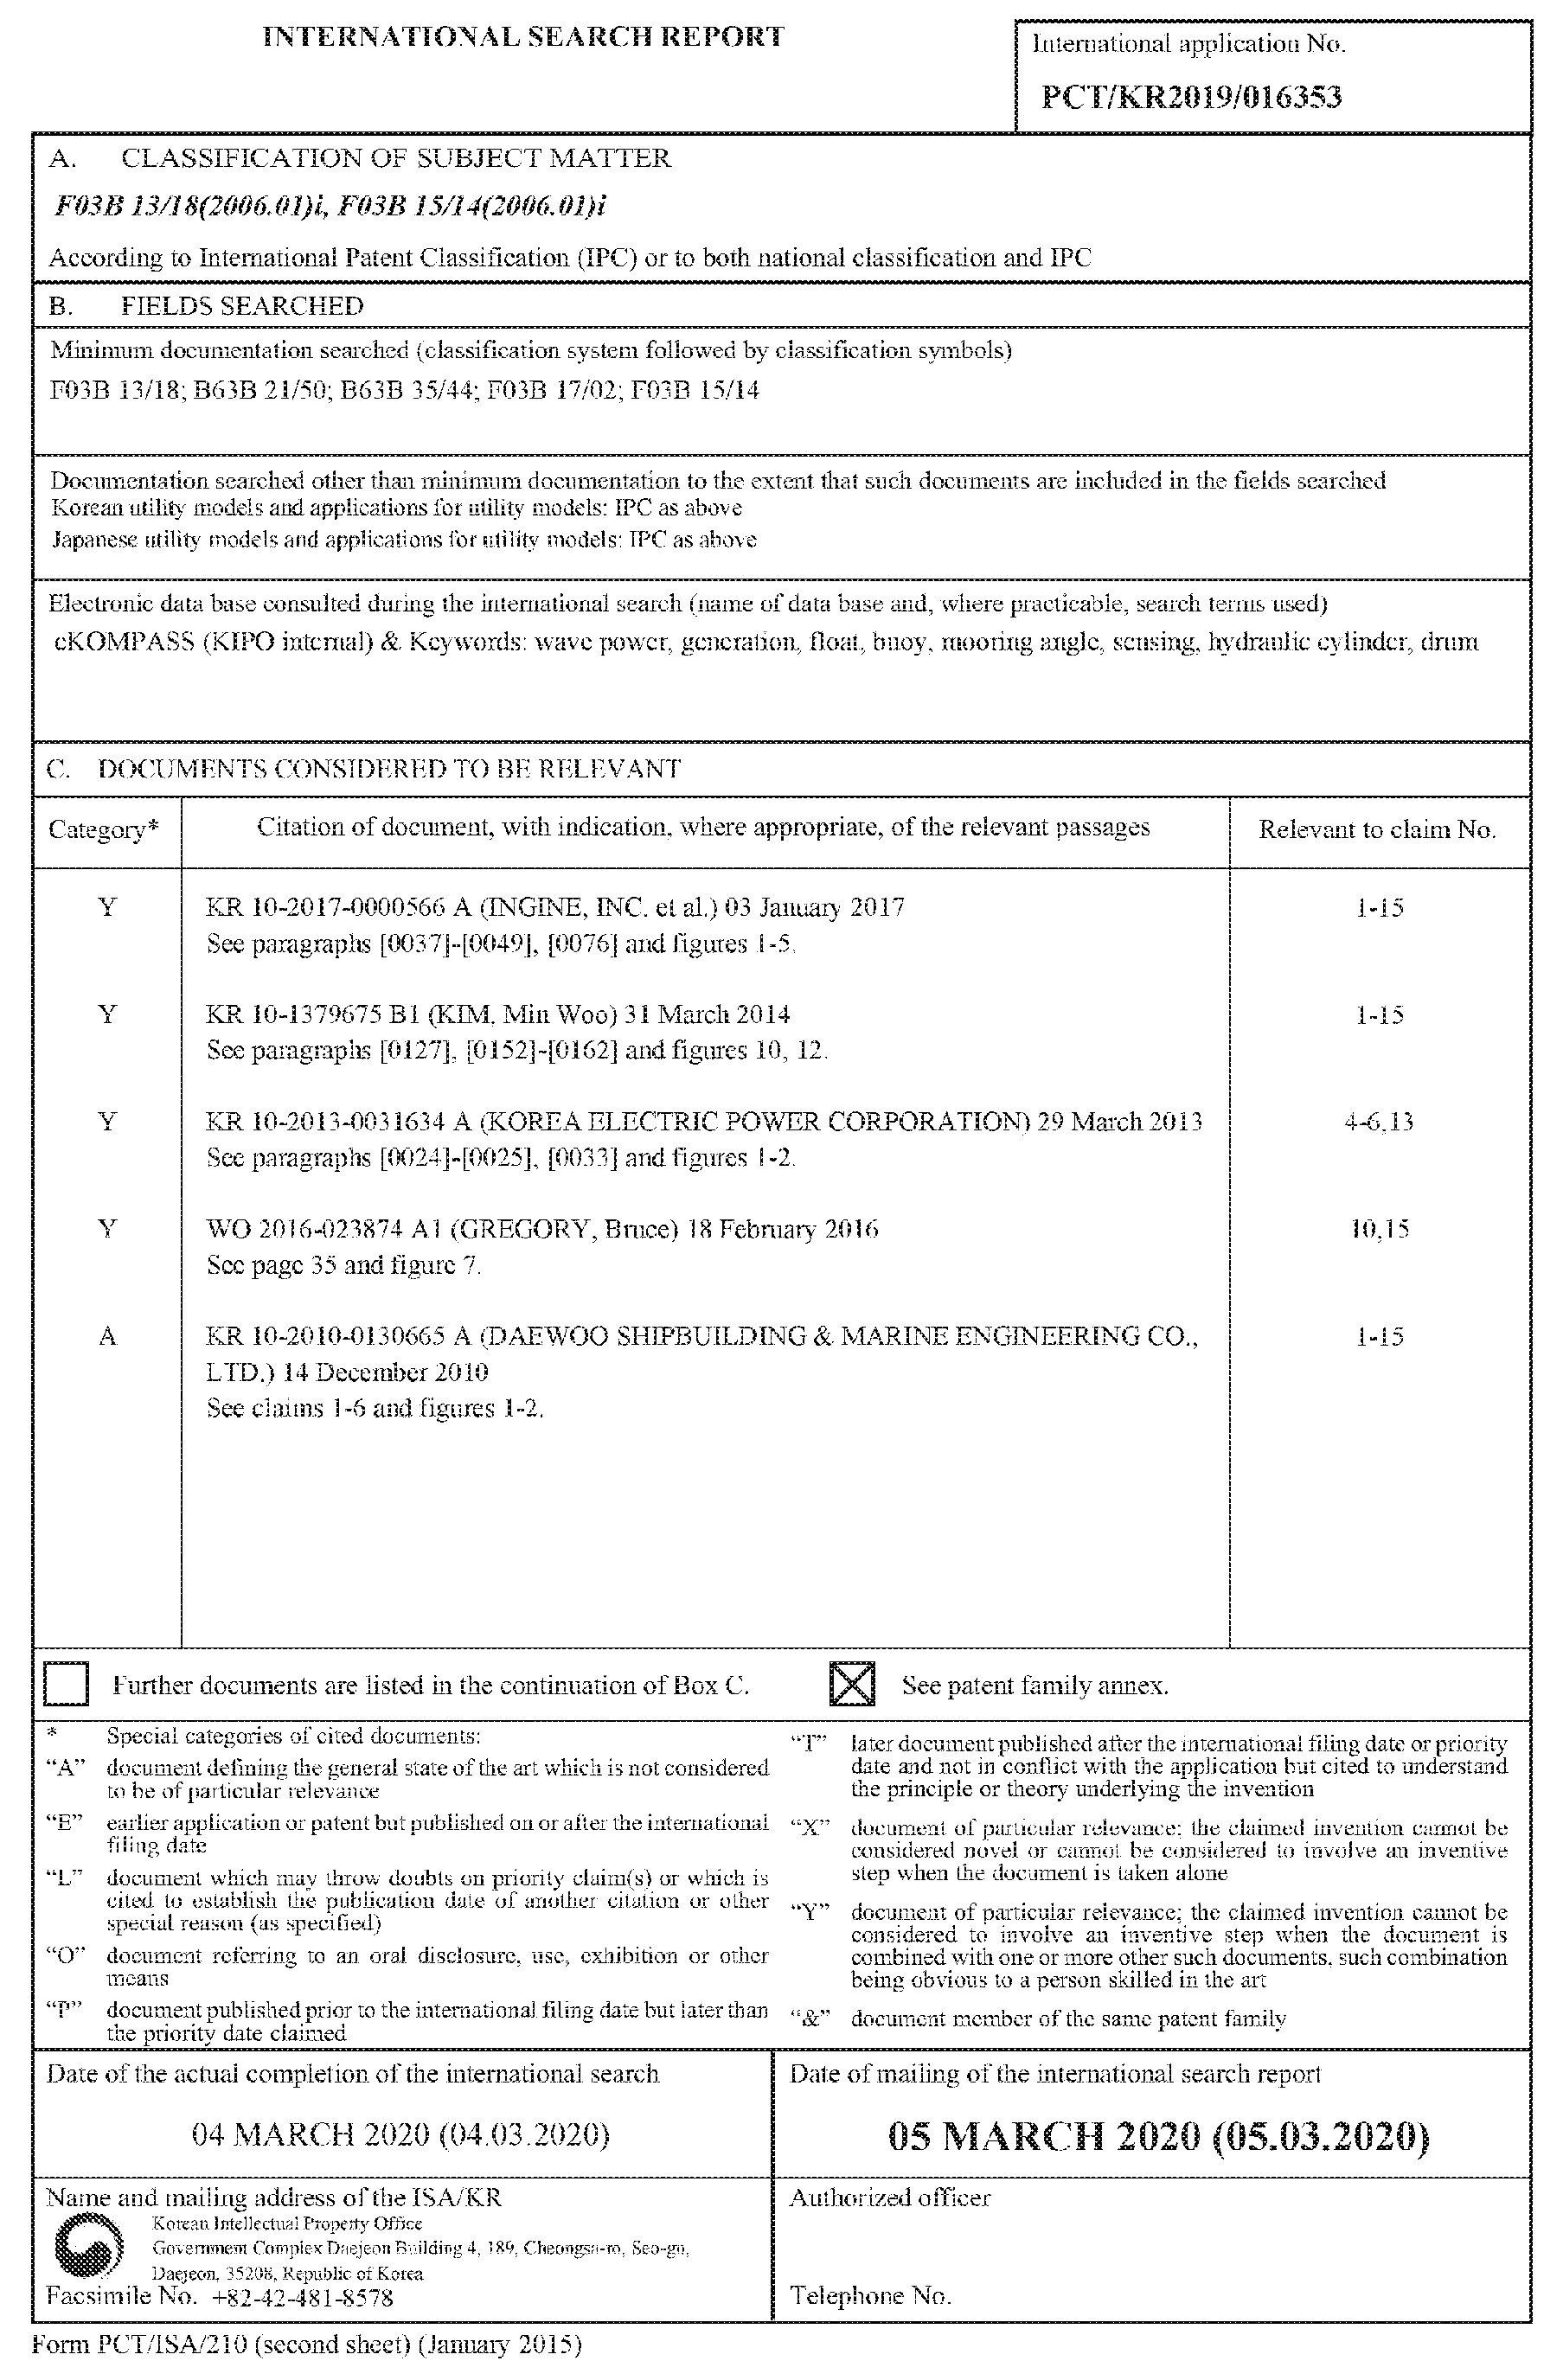 INTERNATIONAL SEARCH REPORT
International application No.
PCT/KR2019/016353
A. CLASSIFICATION OF SUBJECT MATTER
F03B 13/18(2006.01)i, F03B 15/14(2006.01)i
According to International Patent Classification (IPC) or to both national classification and IPC
B. FIELDS SEARCHED
Minimum documentation searched (classification system followed by classification symbols)
F03B 13/18; B63B 21/50; B63B 35/44; F03B 17/02; F03B 15/14
Documentation searched other than minimum documentation to the extent that such documents are included in the fields searched
Korean utility models and applications for utility models: IPC as above
Japanese utility models and applications for utility models: IPC as above
Electronic data base consulted during the international search (name of data base and, where practicable, search terms used)
eKOMPASS (KIPO internal) & Keywords: wave power, generation, float, buoy, mooring angle, sensing, hydraulic cylinder, drum
C. DOCUMENTS CONSIDERED TO BE RELEVANT
Category* Citation of document, with indication, where appropriate, of the relevant passages Relevant to claim No.
Y KR 10-2017-0000566 A (INGINE, INC. et al.) 03 January 2017 1-15
See paragraphs [0037]-[0049], [0076] and figures 1-5.
Y KR 10-1379675 B1 (KIM, Min Woo) 31 March 2014 1-15
See paragraphs [0127], [0152]-[0162] and figures 10, 12.
Y KR 10-2013-0031634 A (KOREA ELECTRIC POWER CORPORATION) 29 March 2013 4-6,13
See paragraphs [0024]-[0025], [0033] and figures 1-2.
Y WO 2016-023874 A1 (GREGORY, Bruce) 18 February 2016 10,15
See page 35 and figure 7.
A KR 10-2010-0130665 A (DAEWOO SHIPBUILDING & MARINE ENGINEERING CO., 1-15
LTD.) 14 December 2010
See claims 1-6 and figures 1-2.
Further documents are listed in the continuation of Box C. See patent family annex.
* Special categories of cited documents:
"A" document defining the general state of the art which is not considered
to be of particular relevance
"E" earlier application or patent but published on or after the international
filing date
"L" document which may throw doubts on priority claim(s) or which is
cited to establish the publication date of another citation or other
special reason (as specified)
"O" document referring to an oral disclosure, use, exhibition or other
means
"P" document published prior to the international filing date but later than
the priority date claimed
"T" later document published after the international filing date or priority
date and not in conflict with the application but cited to understand
the principle or theory underlying the invention
"X" document of particular relevance; the claimed invention cannot be
considered novel or cannot be considered to involve an inventive
step when the document is taken alone
"Y" document of particular relevance; the claimed invention cannot be
considered to involve an inventive step when the document is
combined with one or more other such documents, such combination
being obvious to a person skilled in the art
"&" document member of the same patent family
Date of the actual completion of the international search
04 MARCH 2020 (04.03.2020)
Date of mailing of the international search report
05 MARCH 2020 (05.03.2020)
Name and mailing address of the ISA/KR
Korean Intellectual Property Office
Government Complex Daejeon Building 4, 189, Cheongsa-ro, Seo-gu,
Daejeon, 35208, Republic of Korea
Facsimile No. +82-42-481-8578
Authorized officer
Telephone No.
Form PCT/ISA/210 (second sheet) (January 2015)